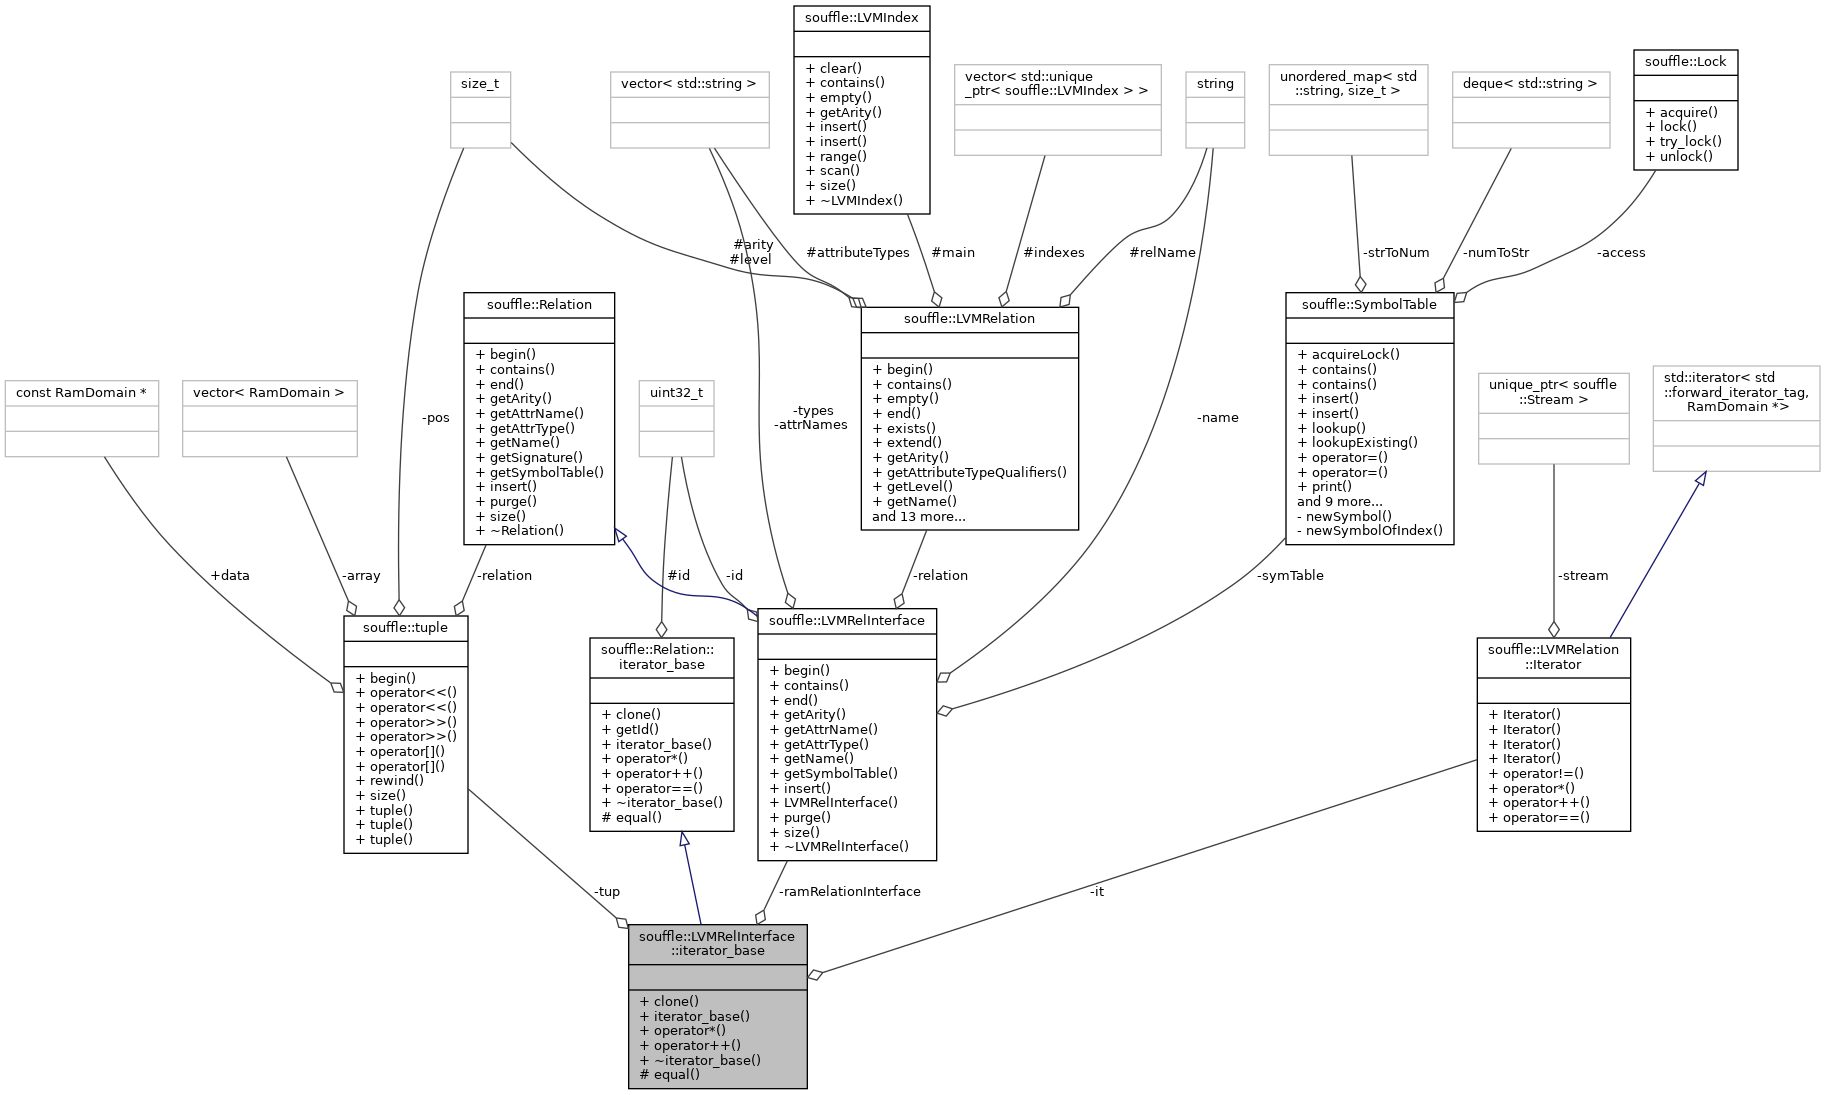 souffle::LVMIndex
+ clear()
+ contains()
+ empty()
+ getArity()
+ insert()
+ insert()
+ range()
+ scan()
+ size()
+ ~LVMIndex()
size_t
vector< std::string >
vector< std::unique
_ptr< souffle::LVMIndex > >
string
unordered_map< std
::string, size_t >
deque< std::string >
souffle::Lock
+ acquire()
+ lock()
+ try_lock()
+ unlock()
#arity
#level
#attributeTypes
#main
#indexes
#relName
-strToNum
-numToStr
-access
souffle::Relation
+ begin()
+ contains()
+ end()
+ getArity()
+ getAttrName()
+ getAttrType()
+ getName()
+ getSignature()
+ getSymbolTable()
+ insert()
+ purge()
+ size()
+ ~Relation()
souffle::LVMRelation
+ begin()
+ contains()
+ empty()
+ end()
+ exists()
+ extend()
+ getArity()
+ getAttributeTypeQualifiers()
+ getLevel()
+ getName()
and 13 more...
souffle::SymbolTable
+ acquireLock()
+ contains()
+ contains()
+ insert()
+ insert()
+ lookup()
+ lookupExisting()
+ operator=()
+ operator=()
+ print()
and 9 more...
- newSymbol()
- newSymbolOfIndex()
const RamDomain *
vector< RamDomain >
uint32_t
unique_ptr< souffle
::Stream >
std::iterator< std
::forward_iterator_tag,
RamDomain *>
-pos
-types
-attrNames
-name
+data
-array
-relation
#id
-id
-relation
-symTable
-stream
souffle::tuple
+ begin()
+ operator<<()
+ operator<<()
+ operator>>()
+ operator>>()
+ operator[]()
+ operator[]()
+ rewind()
+ size()
+ tuple()
+ tuple()
+ tuple()
souffle::Relation::
iterator_base
+ clone()
+ getId()
+ iterator_base()
+ operator*()
+ operator++()
+ operator==()
+ ~iterator_base()
# equal()
souffle::LVMRelInterface
+ begin()
+ contains()
+ end()
+ getArity()
+ getAttrName()
+ getAttrType()
+ getName()
+ getSymbolTable()
+ insert()
+ LVMRelInterface()
+ purge()
+ size()
+ ~LVMRelInterface()
souffle::LVMRelation
::Iterator
+ Iterator()
+ Iterator()
+ Iterator()
+ Iterator()
+ operator!=()
+ operator*()
+ operator++()
+ operator==()
-tup
-ramRelationInterface
-it
souffle::LVMRelInterface
::iterator_base
+ clone()
+ iterator_base()
+ operator*()
+ operator++()
+ ~iterator_base()
# equal()